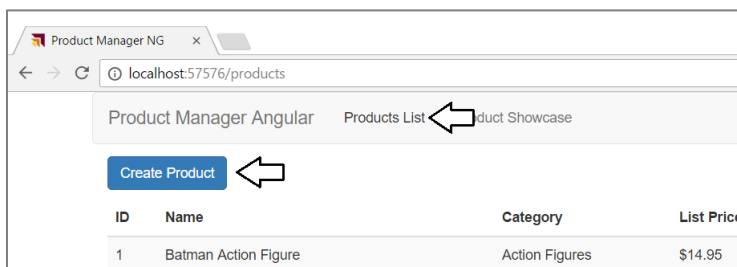 Product Manager NG
localhost:57576/products
Product Manager Angular Products List duct Showcase
Create Product
ID Name Category List Price
1 Batman Action Figure Action Figures $14.95